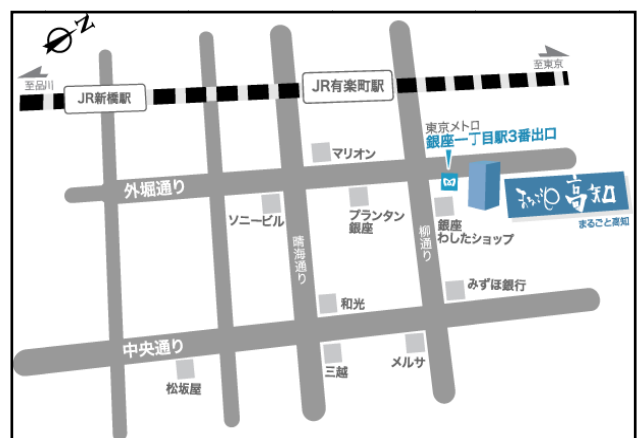 N
至品川
至東京
JR新橋駅
JR有楽町駅
東京メトロ
銀座一丁目駅3番出口
マリオン
外堀通り
ソニービル
プランタン
銀座
銀座
わしたショップ
まるごと高知
まるごと高知
晴海通り
柳通り
みずほ銀行
和光
中央通り
松坂屋
三越
メルサ